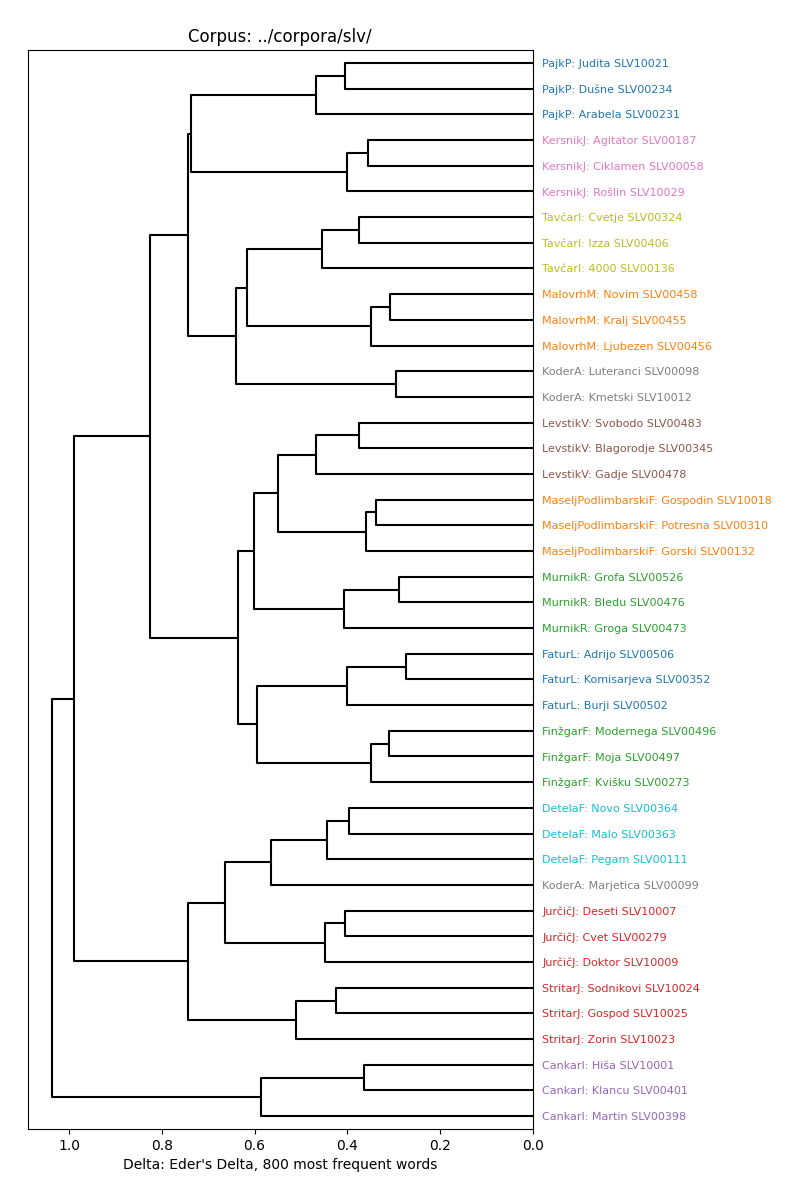 Corpus: ../corpora/slv/
PajkP: Judita SLV10021
PajkP: Dušne SLV00234
PajkP: Arabela SLV00231
KersnikJ: Agitator SLV00187
KersnikJ: Ciklamen SLV00058
KersnikJ: Rošlin SLV10029
TavčarI: Cvetje SLV00324
TavčarI: Izza SLV00406
TavčarI: 4000 SLV00136
MalovrhM: Novim SLV00458
MalovrhM: Kralj SLV00455
MalovrhM: Ljubezen SLV00456
KoderA: Luteranci SLV00098
KoderA: Kmetski SLV10012
LevstikV: Svobodo SLV00483
LevstikV: Blagorodje SLV00345
LevstikV: Gadje SLV00478
MaseljPodlimbarskiF: Gospodin SLV10018
MaseljPodlimbarskiF: Potresna SLV00310
MaseljPodlimbarskiF: Gorski SLV00132
MurnikR: Grofa SLV00526
MurnikR: Bledu SLV00476
MurnikR: Groga SLV00473
FaturL: Adrijo SLV00506
FaturL: Komisarjeva SLV00352
FaturL: Burji SLV00502
FinžgarF: Modernega SLV00496
FinžgarF: Moja SLV00497
FinžgarF: Kvišku SLV00273
DetelaF: Novo SLV00364
DetelaF: Malo SLV00363
DetelaF: Pegam SLV00111
KoderA: Marjetica SLV00099
JurčičJ: Deseti SLV10007
JurčičJ: Cvet SLV00279
JurčičJ: Doktor SLV10009
StritarJ: Sodnikovi SLV10024
StritarJ: Gospod SLV10025
StritarJ: Zorin SLV10023
CankarI: Hiša SLV10001
CankarI: Klancu SLV00401
CankarI: Martin SLV00398
1.0 0.8 0.6 0.4 0.2 0.0
Delta: Eder's Delta, 800 most frequent words